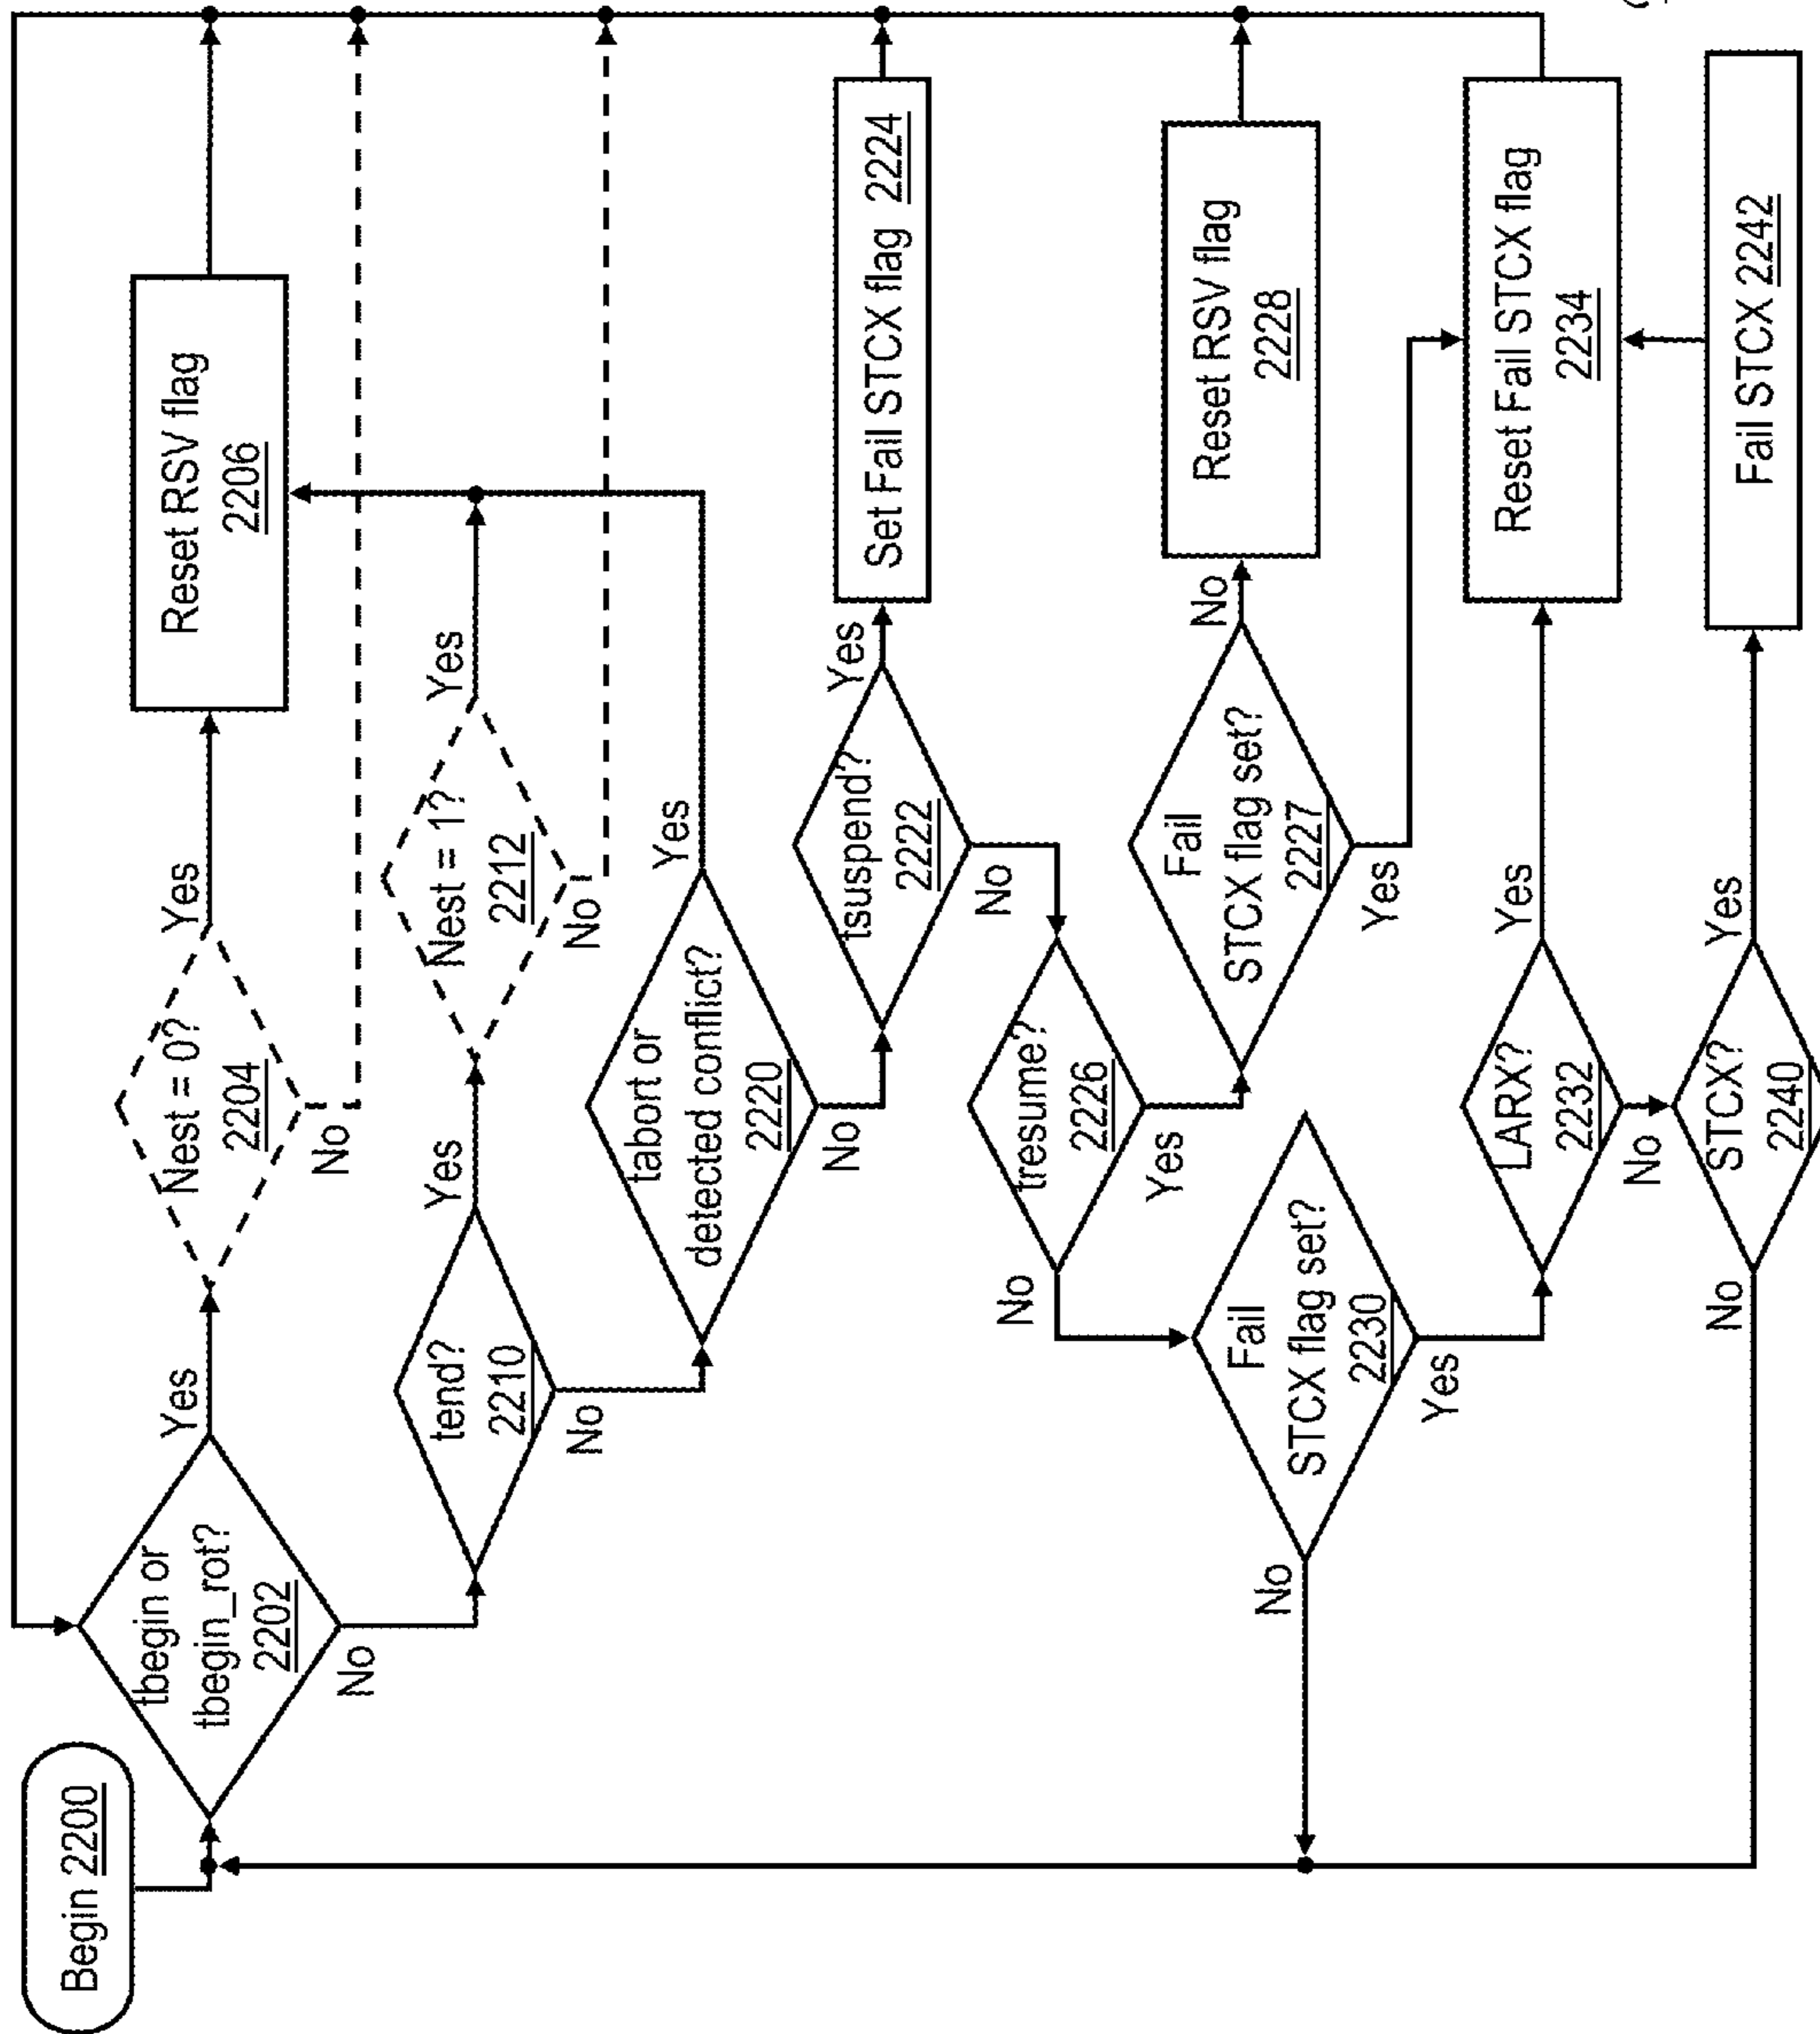 Begin 2200
tbegin or
tbegin_rot?
2202
Yes
No
Nest = 0?
2204
Yes
No
Reset RSV flag
2206
tend?
2210
Yes
No
Nest = 1?
2212
Yes
No
tabort or
detected conflict?
2220
Yes
No
tsuspend?
2222
Yes
No
Set Fail STCX flag 2224
tresume?
2226
No
Yes
Fail
STCX flag set?
2227
No
Yes
Reset RSV flag
2228
Fail
STCX flag set?
2230
No
Yes
LARX?
2232
Yes
No
Reset Fail STCX flag
2234
STCX?
2240
No
Yes
Fail STCX 2242